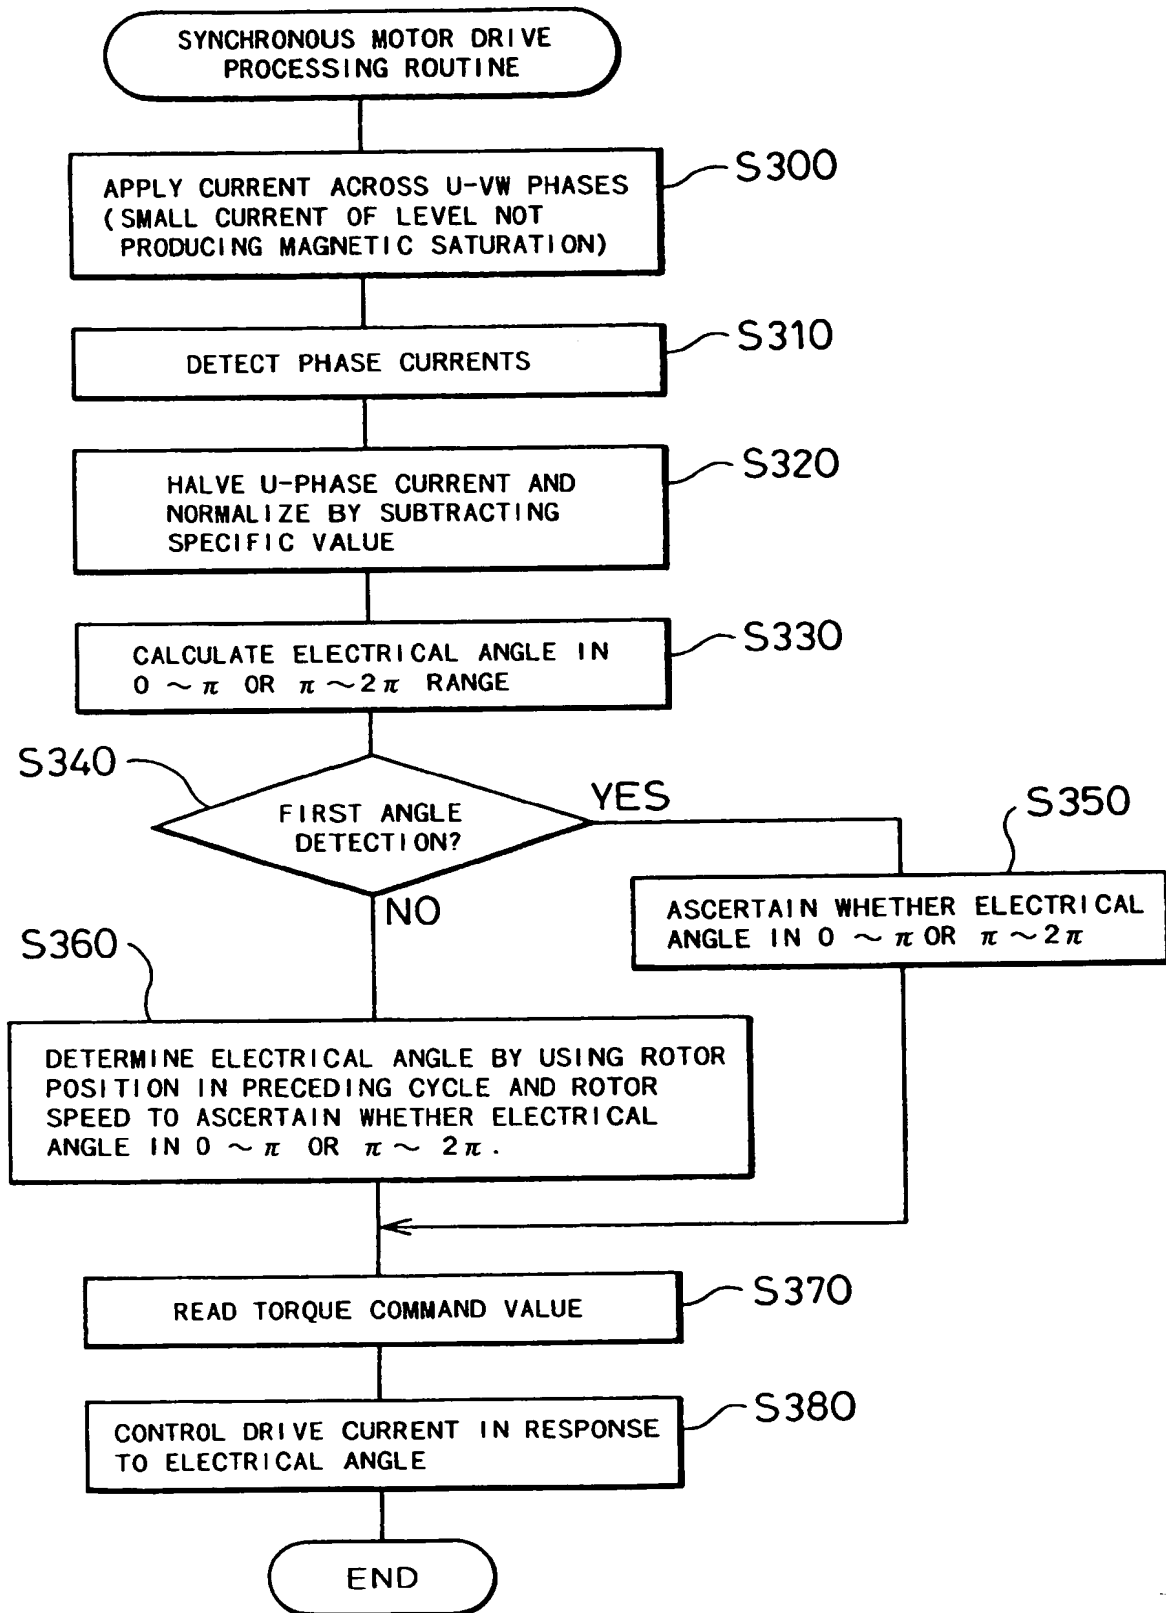 SYNCHRONOUS MOTOR DRIVE
PROCESSING ROUTINE
S300
APPLY CURRENT ACROSS U-VW PHASES
(SMALL CURRENT OF LEVEL NOT
PRODUCING MAGNETIC SATURATION)
S310
DETECT PHASE CURRENTS
S320
HALVE U-PHASE CURRENT AND
NORMALIZE BY SUBTRACTING
SPECIFIC VALUE
S330
CALCULATE ELECTRICAL ANGLE IN
0 ~ π OR π ~ 2π RANGE
S340
FIRST ANGLE
DETECTION?
YES
NO
S350
ASCERTAIN WHETHER ELECTRICAL
ANGLE IN 0 ~ π OR π ~ 2π
S360
DETERMINE ELECTRICAL ANGLE BY USING ROTOR
POSITION IN PRECEDING CYCLE AND ROTOR
SPEED TO ASCERTAIN WHETHER ELECTRICAL
ANGLE IN 0 ~ π OR π ~ 2π.
S370
READ TORQUE COMMAND VALUE
S380
CONTROL DRIVE CURRENT IN RESPONSE
TO ELECTRICAL ANGLE
END